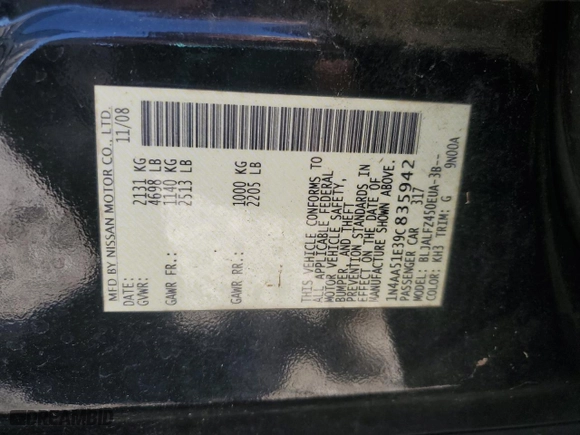 MFD BY NISSAN MOTOR CO., LTD.
DATE: 11/08
GVWR: 2131 KG
4698 LB
GAWR FR.: 1140 KG
2513 LB
GAWR RR.: 1000 KG
2205 LB
THIS VEHICLE CONFORMS TO
ALL APPLICABLE FEDERAL
MOTOR VEHICLE SAFETY,
BUMPER, AND THEFT
PREVENTION STANDARDS IN
EFFECT ON THE DATE OF
MANUFACTURE SHOWN ABOVE.
1N4AA51E39C835942
PASSENGER CAR 317
MODEL: BLJALFZ450EUA-3B--
COLOR: KH3 TRIM: G 9N00A
DREAMBID